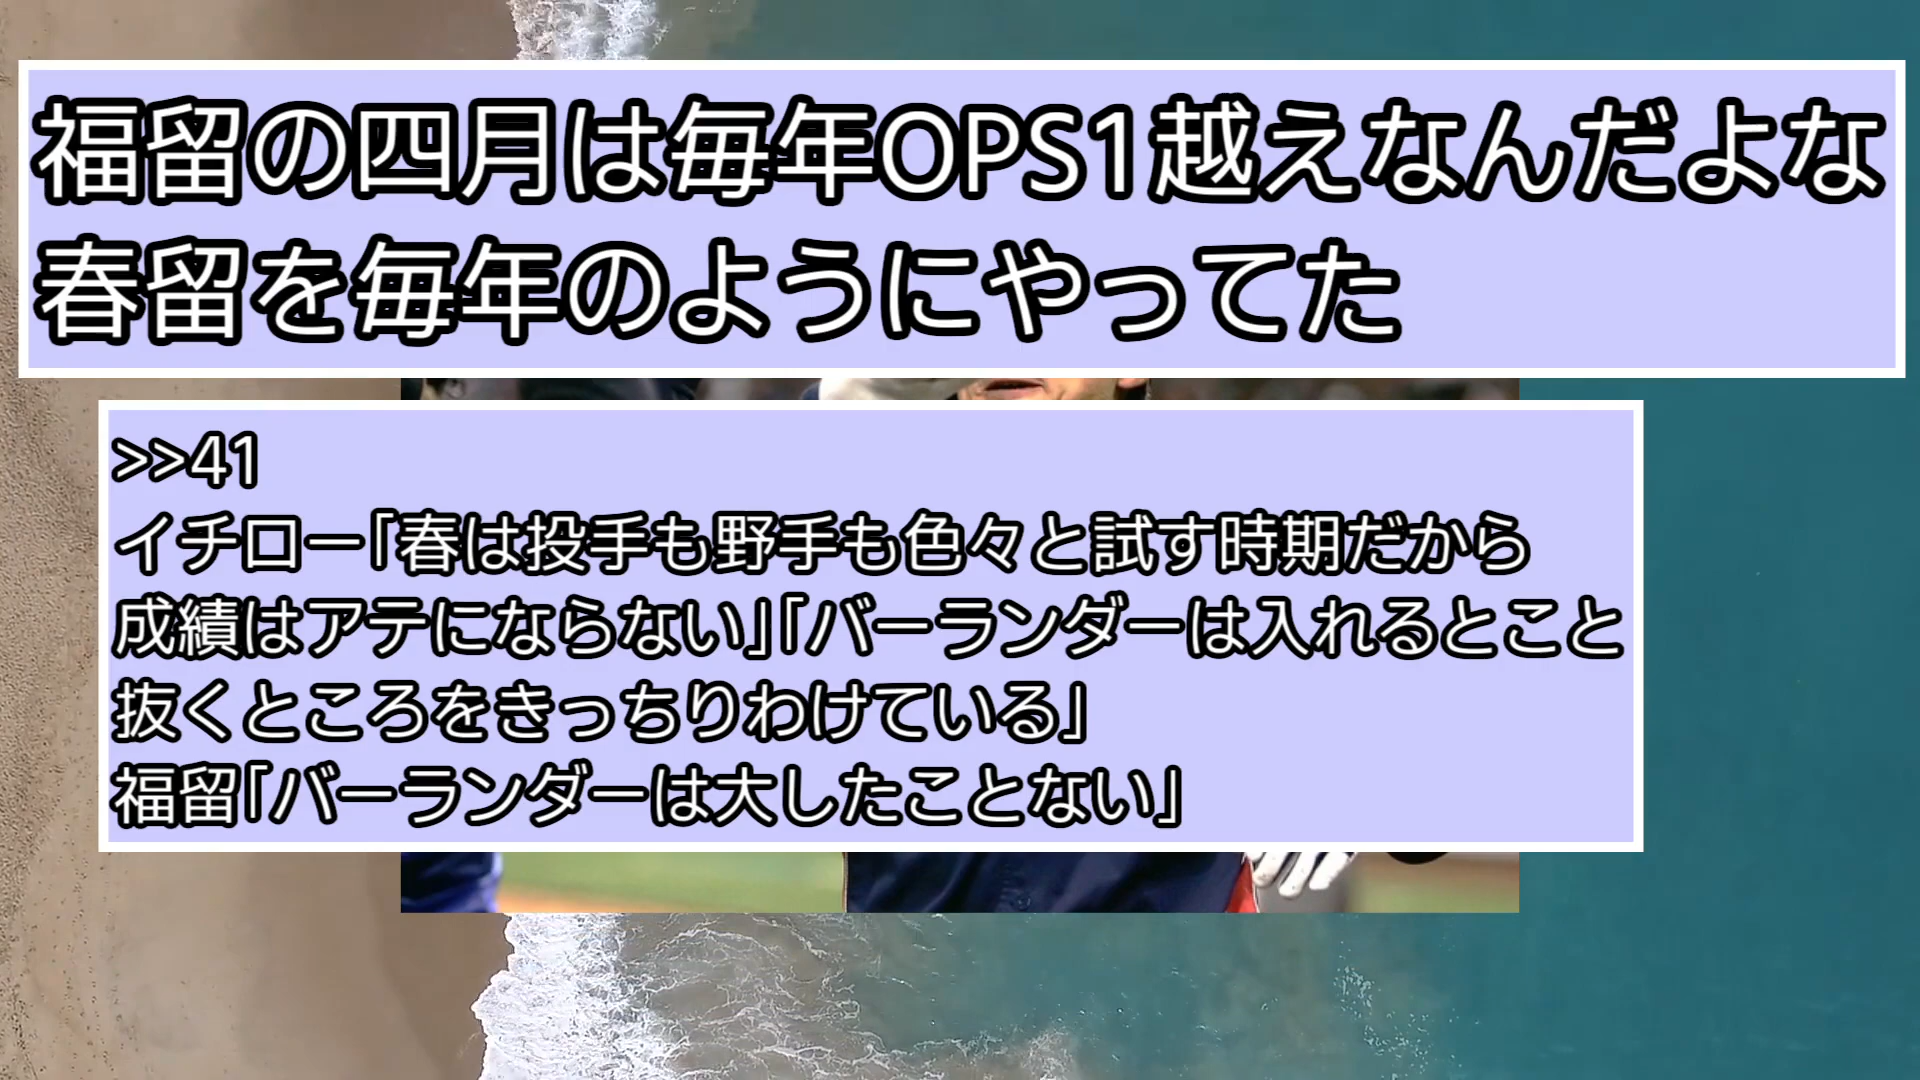 福留の四月は毎年OPS1越えなんだよな
春留を毎年のようにやってた
>>41
イチロー｢春は投手も野手も色々と試す時期だから
成績はアテにならない｣｢バーランダーは入れるとこと
抜くところをきっちりわけている｣
福留｢バーランダーは大したことない｣